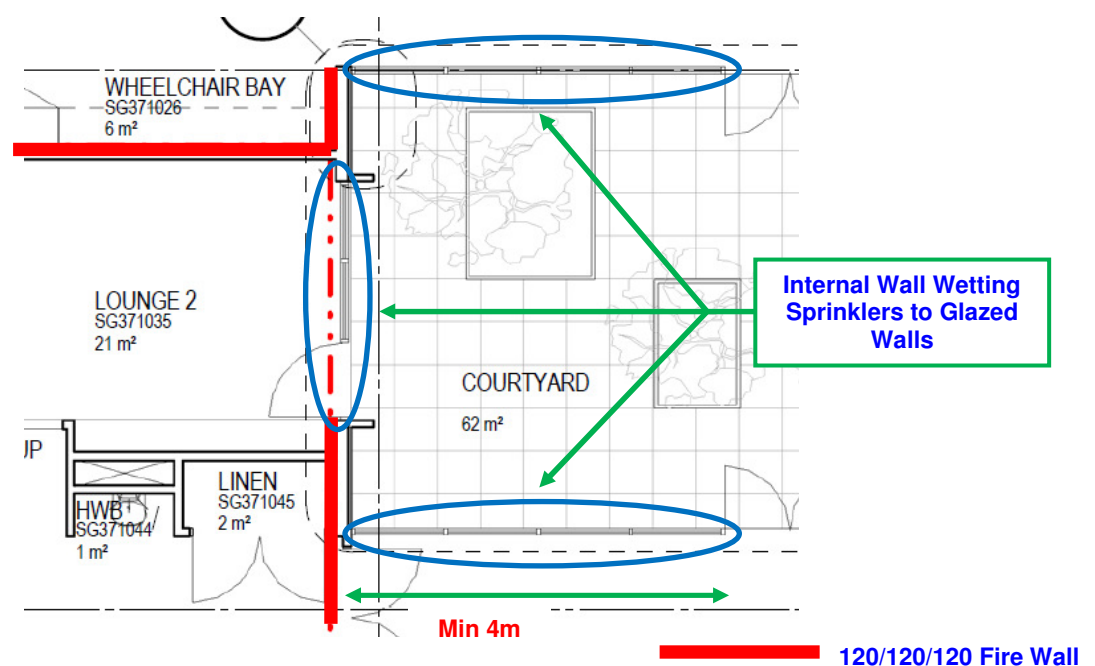 WHEELCHAIR BAY
SG371026
6 m²
LOUNGE 2
SG371035
21 m²
Internal Wall Wetting
Sprinklers to Glazed
Walls
COURTYARD
62 m²
UP
LINEN
SG371045
2 m²
HWB
SG371044
1 m²
Min 4m
120/120/120 Fire Wall